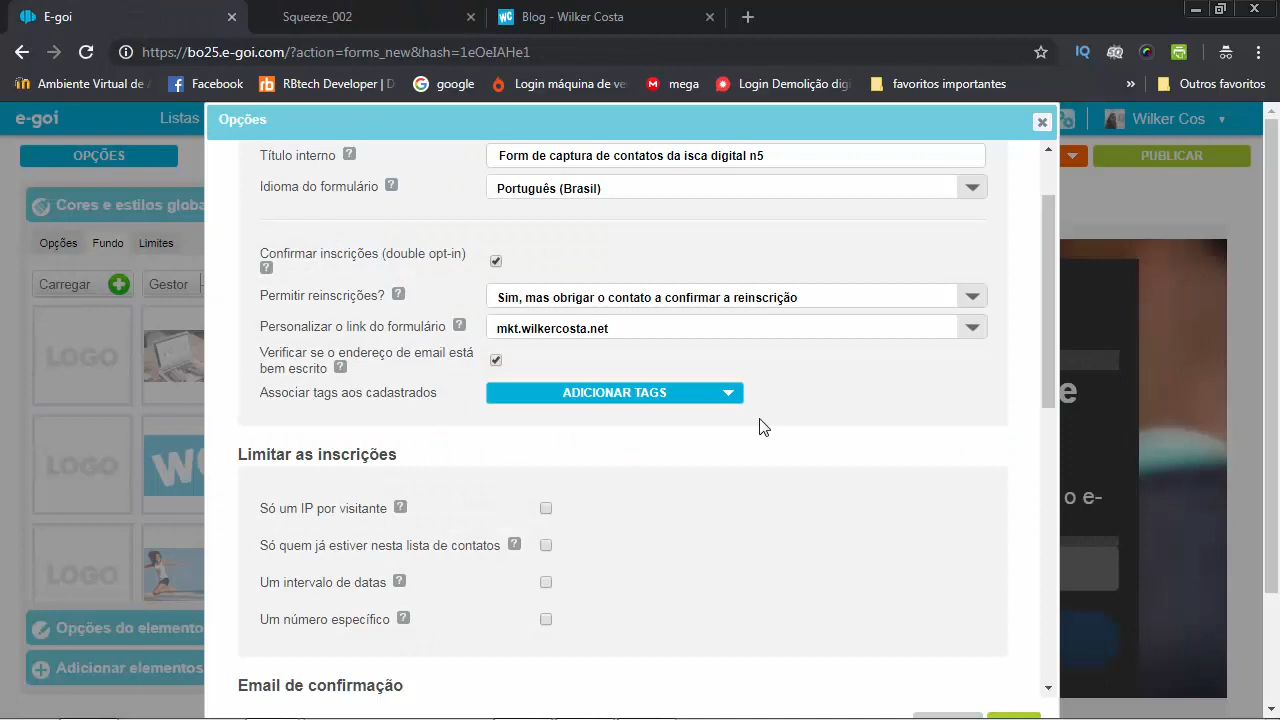 E-goi
Squeeze_002
Blog - Wilker Costa
https://bo25.e-goi.com/?action=forms_new&hash=1eOeIAHe1
Ambiente Virtual de
Facebook
RBtech Developer | D
google
Login máquina de ve
mega
Login Demolição digi
favoritos importantes
Outros favoritos
e-goi
Listas
Wilker Cos
Opções
OPÇÕES
PUBLICAR
Título interno
Form de captura de contatos da isca digital n5
Idioma do formulário
Português (Brasil)
Cores e estilos globa
Opções
Fundo
Limites
Carregar
Gestor
Confirmar inscrições (double opt-in)
Permitir reinscrições?
Sim, mas obrigar o contato a confirmar a reinscrição
Personalizar o link do formulário
mkt.wilkercosta.net
Verificar se o endereço de email está
bem escrito
Associar tags aos cadastrados
ADICIONAR TAGS
LOGO
LOGO
LOGO
Limitar as inscrições
Só um IP por visitante
Só quem já estiver nesta lista de contatos
Um intervalo de datas
Um número específico
Opções do elemento
Adicionar elementos
Email de confirmação
e
o e-